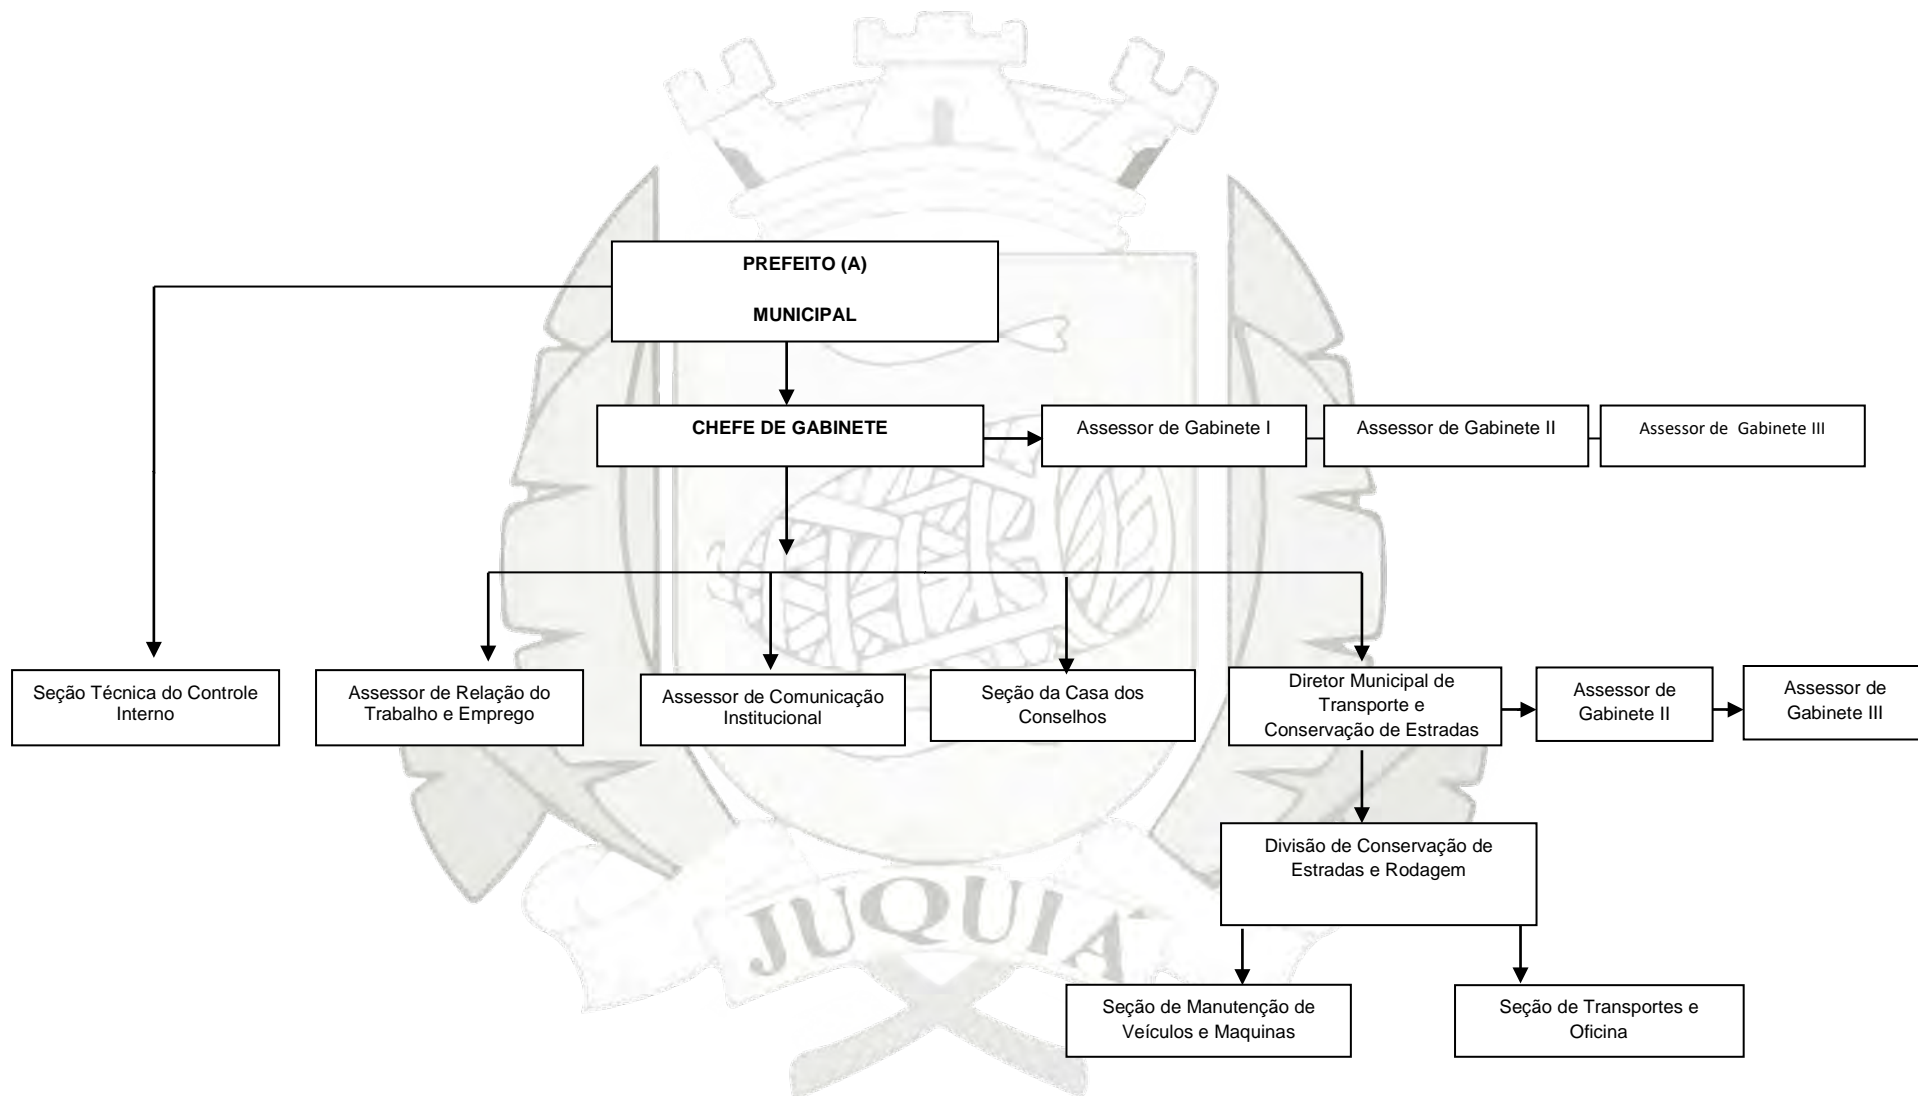 PREFEITO (A)
MUNICIPAL
CHEFE DE GABINETE
Assessor de Gabinete I
Assessor de Gabinete II
Assessor de  Gabinete III
Seção Técnica do Controle
Interno
Assessor de Relação do
Trabalho e Emprego
Assessor de Comunicação
Institucional
Seção da Casa dos
Conselhos
Diretor Municipal de
Transporte e
Conservação de Estradas
Assessor de
Gabinete II
Assessor de
Gabinete III
Divisão de Conservação de
Estradas e Rodagem
JUQUIÁ
Seção de Manutenção de
Veículos e Maquinas
Seção de Transportes e
Oficina